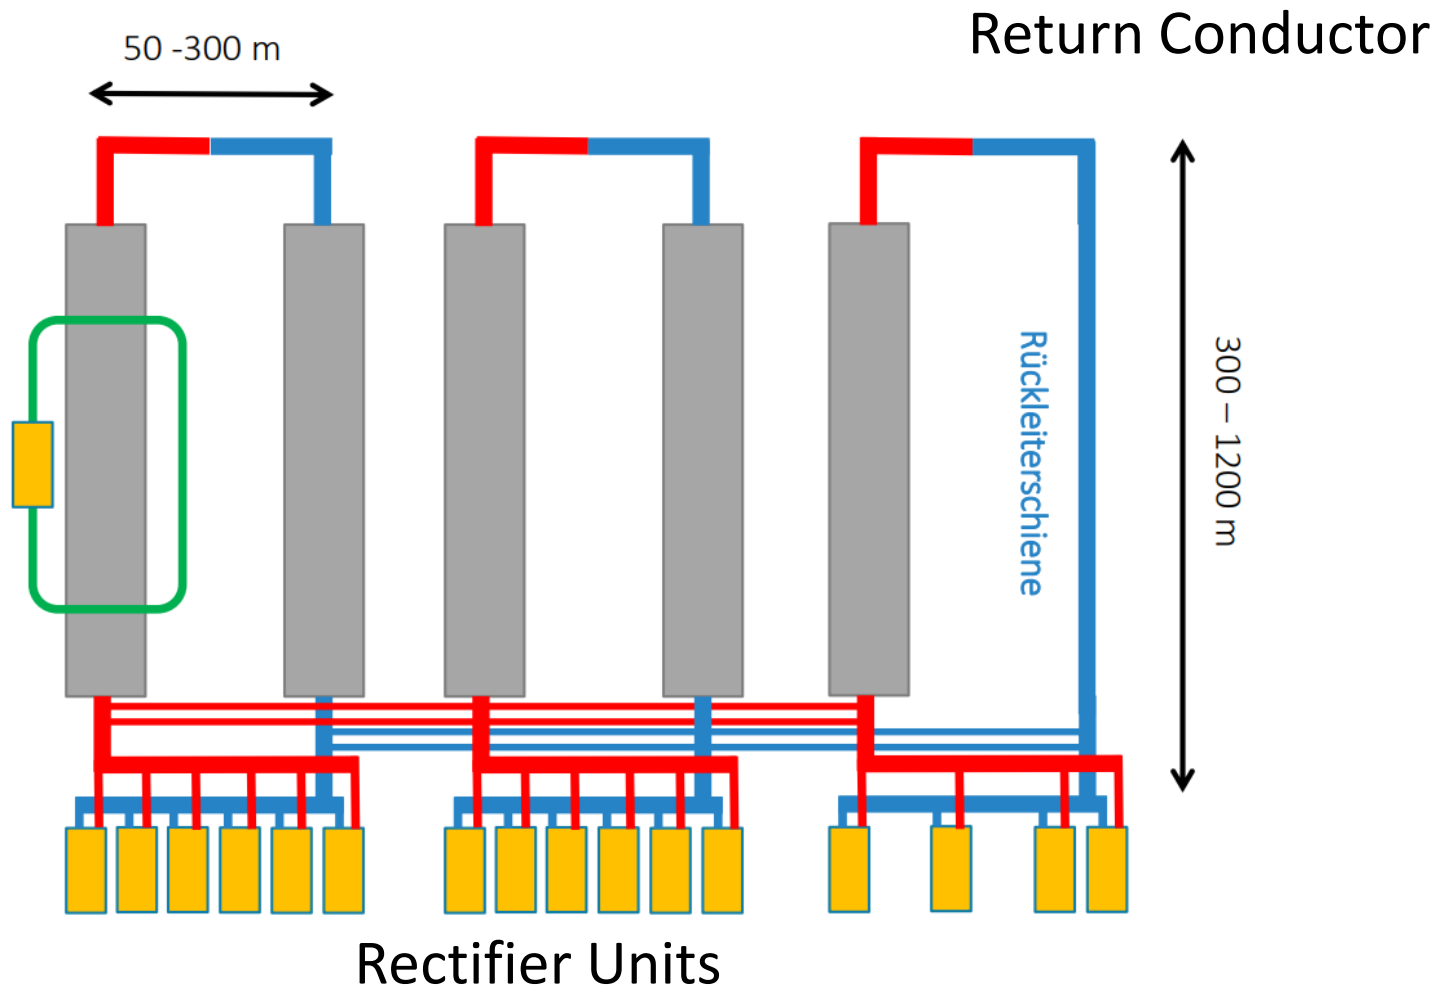 Return Conductor
50 -300 m
Rückleiterschiene
300 – 1200 m
Rectifier Units